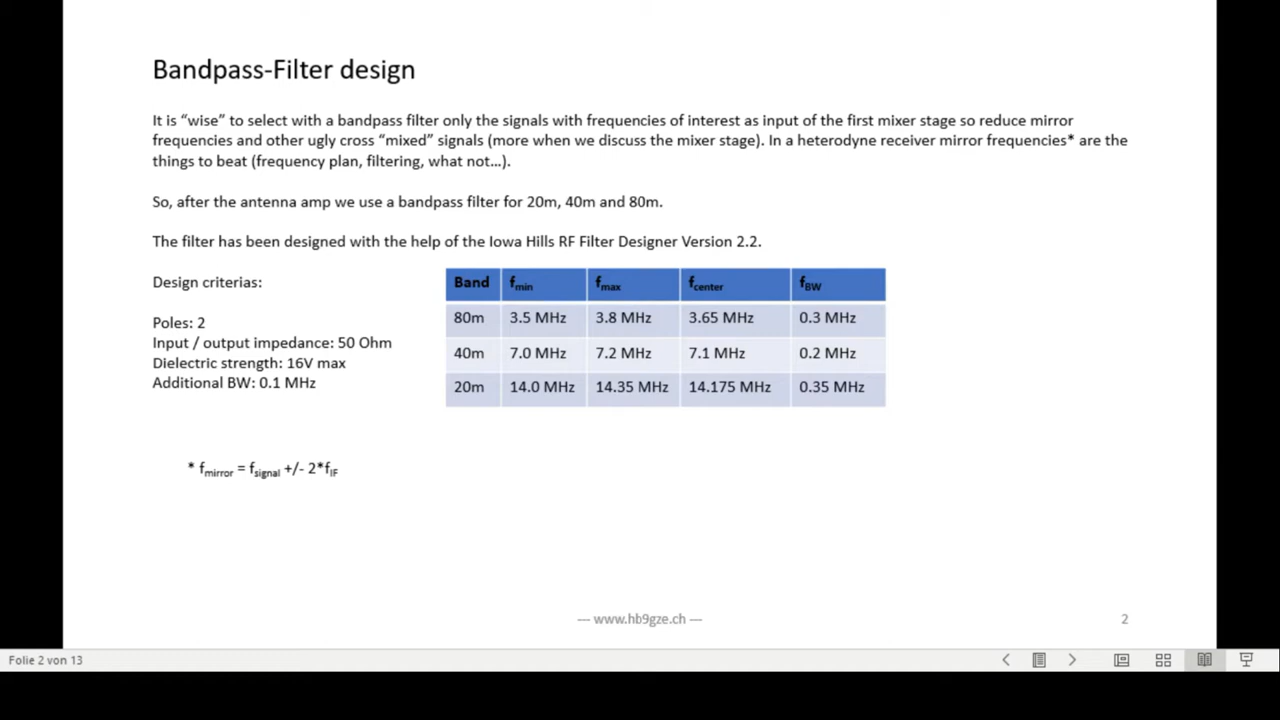 Bandpass-Filter design
It is “wise” to select with a bandpass filter only the signals with frequencies of interest as input of the first mixer stage so reduce mirror
frequencies and other ugly cross “mixed” signals (more when we discuss the mixer stage). In a heterodyne receiver mirror frequencies* are the
things to beat (frequency plan, filtering, what not…).
So, after the antenna amp we use a bandpass filter for 20m, 40m and 80m.
The filter has been designed with the help of the Iowa Hills RF Filter Designer Version 2.2.
Design criterias:
Poles: 2
Input / output impedance: 50 Ohm
Dielectric strength: 16V max
Additional BW: 0.1 MHz
Band fmin fmax fcenter fBW
80m 3.5 MHz 3.8 MHz 3.65 MHz 0.3 MHz
40m 7.0 MHz 7.2 MHz 7.1 MHz 0.2 MHz
20m 14.0 MHz 14.35 MHz 14.175 MHz 0.35 MHz
* fmirror = fsignal +/- 2*fIF
--- www.hb9gze.ch ---
2
Folie 2 von 13